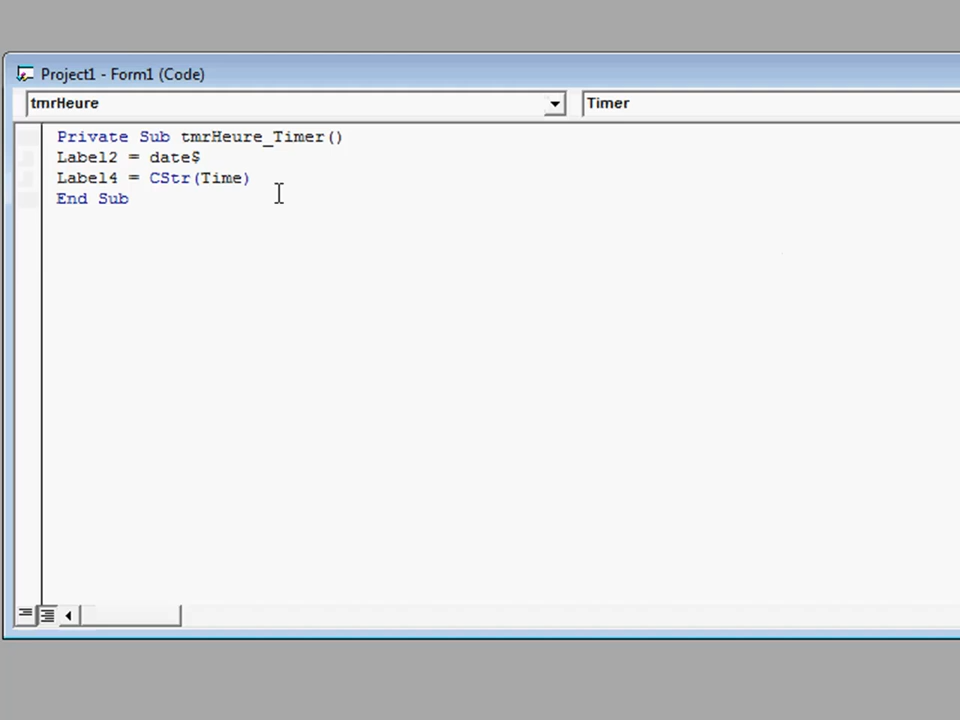 Project1 - Form1 (Code)
tmrHeure Timer
Private Sub tmrHeure_Timer()
Label2 = date$
Label4 = CStr(Time)
End Sub